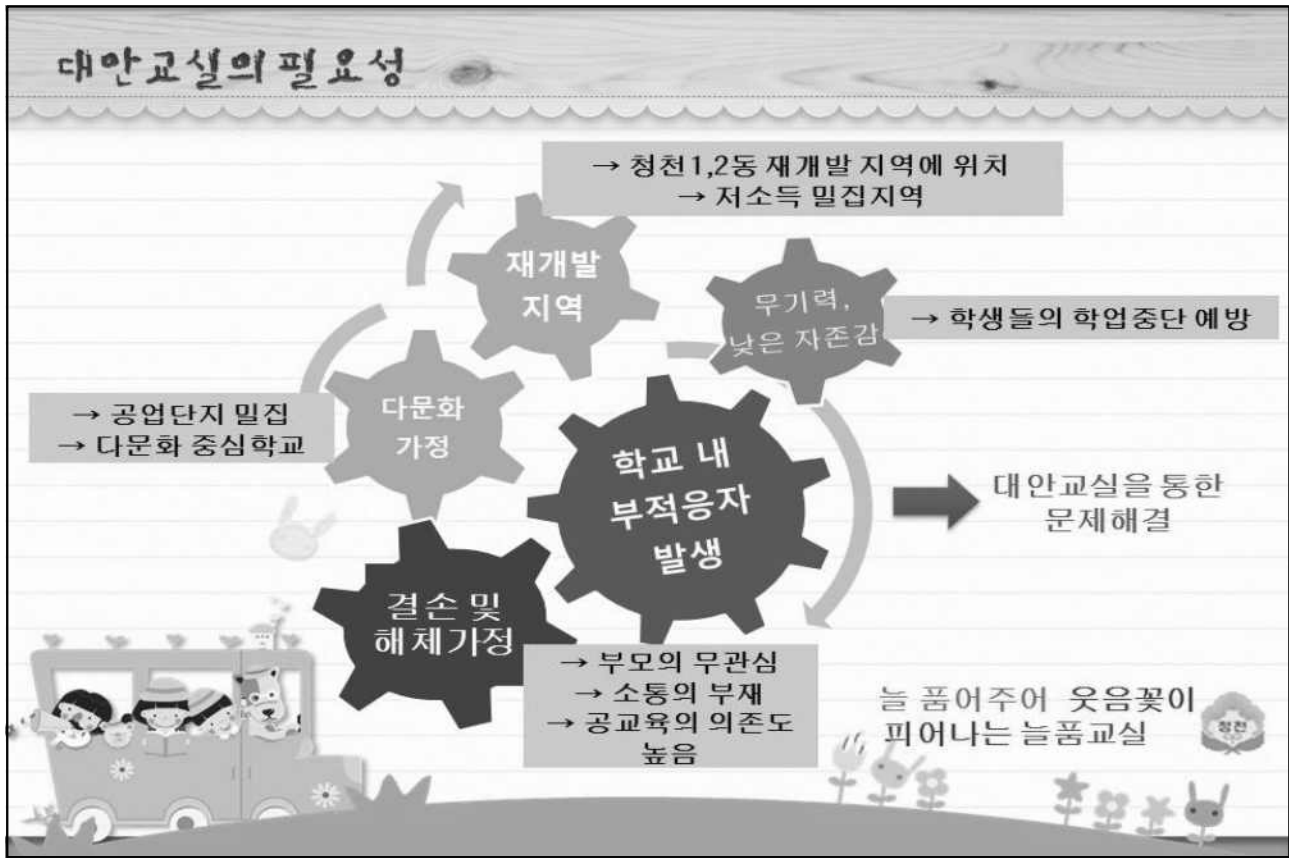 대안교실의 필요성
→ 청천1,2동 재개발 지역에 위치
→ 저소득 밀집지역
재개발
지역
무기력,
낮은 자존감
→ 학생들의 학업중단 예방
→ 공업단지 밀집
→ 다문화 중심학교
다문화
가정
학교 내
부적응자
발생
대안교실을 통한
문제해결
결손 및
해체가정
→ 부모의 무관심
→ 소통의 부재
→ 공교육의 의존도
높음
늘 품어주어 웃음꽃이
피어나는 늘품교실
청천